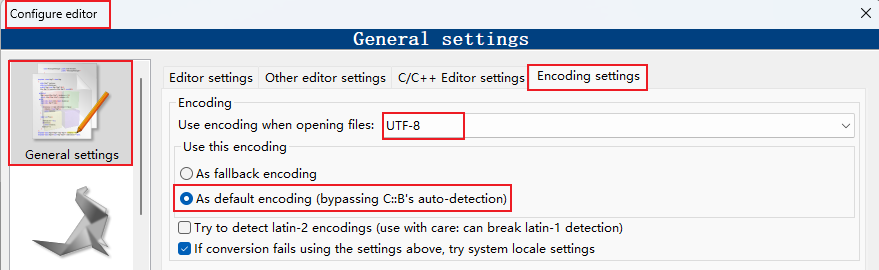 Configure editor
General settings
Editor settings Other editor settings C/C++ Editor settings Encoding settings
General settings
Encoding
Use encoding when opening files: UTF-8
Use this encoding
As fallback encoding
As default encoding (bypassing C::B's auto-detection)
Try to detect latin-2 encodings (use with care: can break latin-1 detection)
If conversion fails using the settings above, try system locale settings